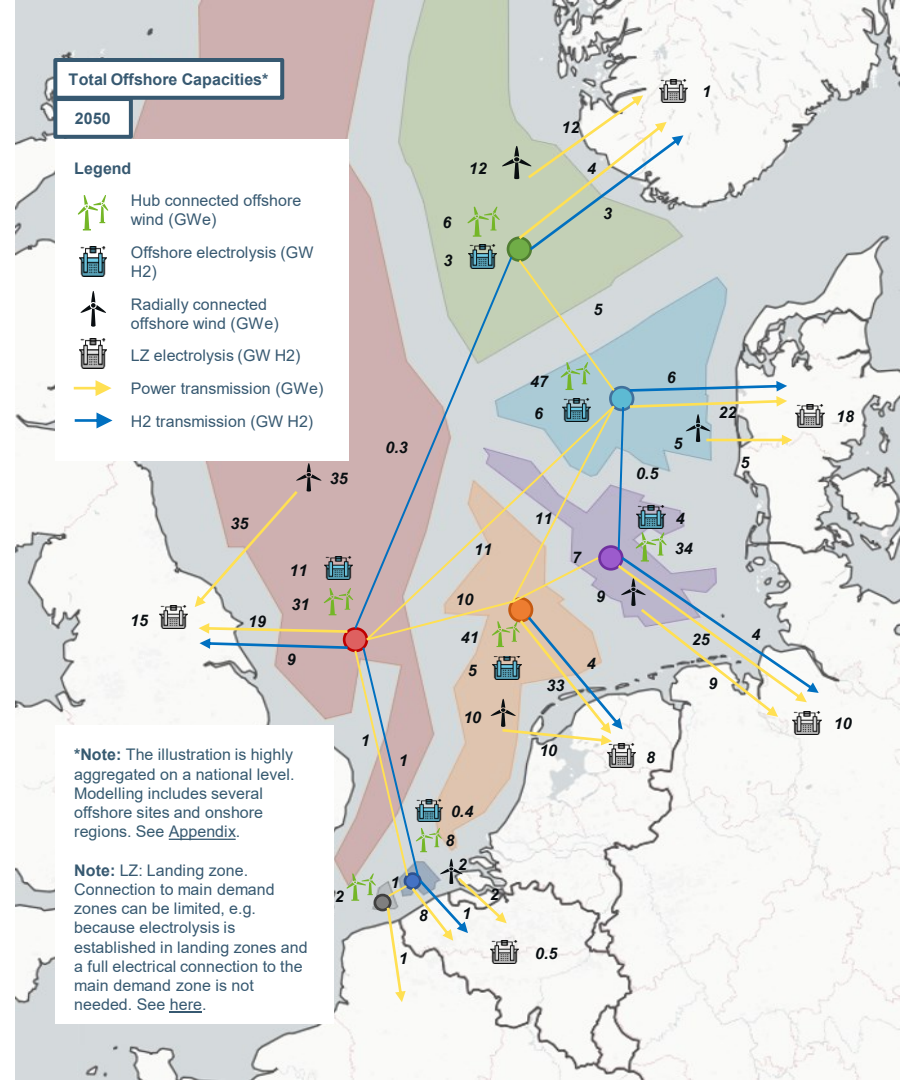 Total Offshore Capacities*
2050
Legend
Hub connected offshore
wind (GWe)
Offshore electrolysis (GW
H2)
Radially connected
offshore wind (GWe)
LZ electrolysis (GW H2)
Power transmission (GWe)
H2 transmission (GW H2)
1
12
12
4
3
6
3
5
47
6
6
22
18
5
5
0.3
0.5
35
35
11
11
4
34
7
9
11
31
10
15
19
9
41
5
4
33
25
4
9
10
10
10
8
1
1
0.4
8
2
2
1
2
8
1
1
0.5
*Note: The illustration is highly
aggregated on a national level.
Modelling includes several
offshore sites and onshore
regions. See Appendix.
Note: LZ: Landing zone.
Connection to main demand
zones can be limited, e.g.
because electrolysis is
established in landing zones and
a full electrical connection to the
main demand zone is not
needed. See here.